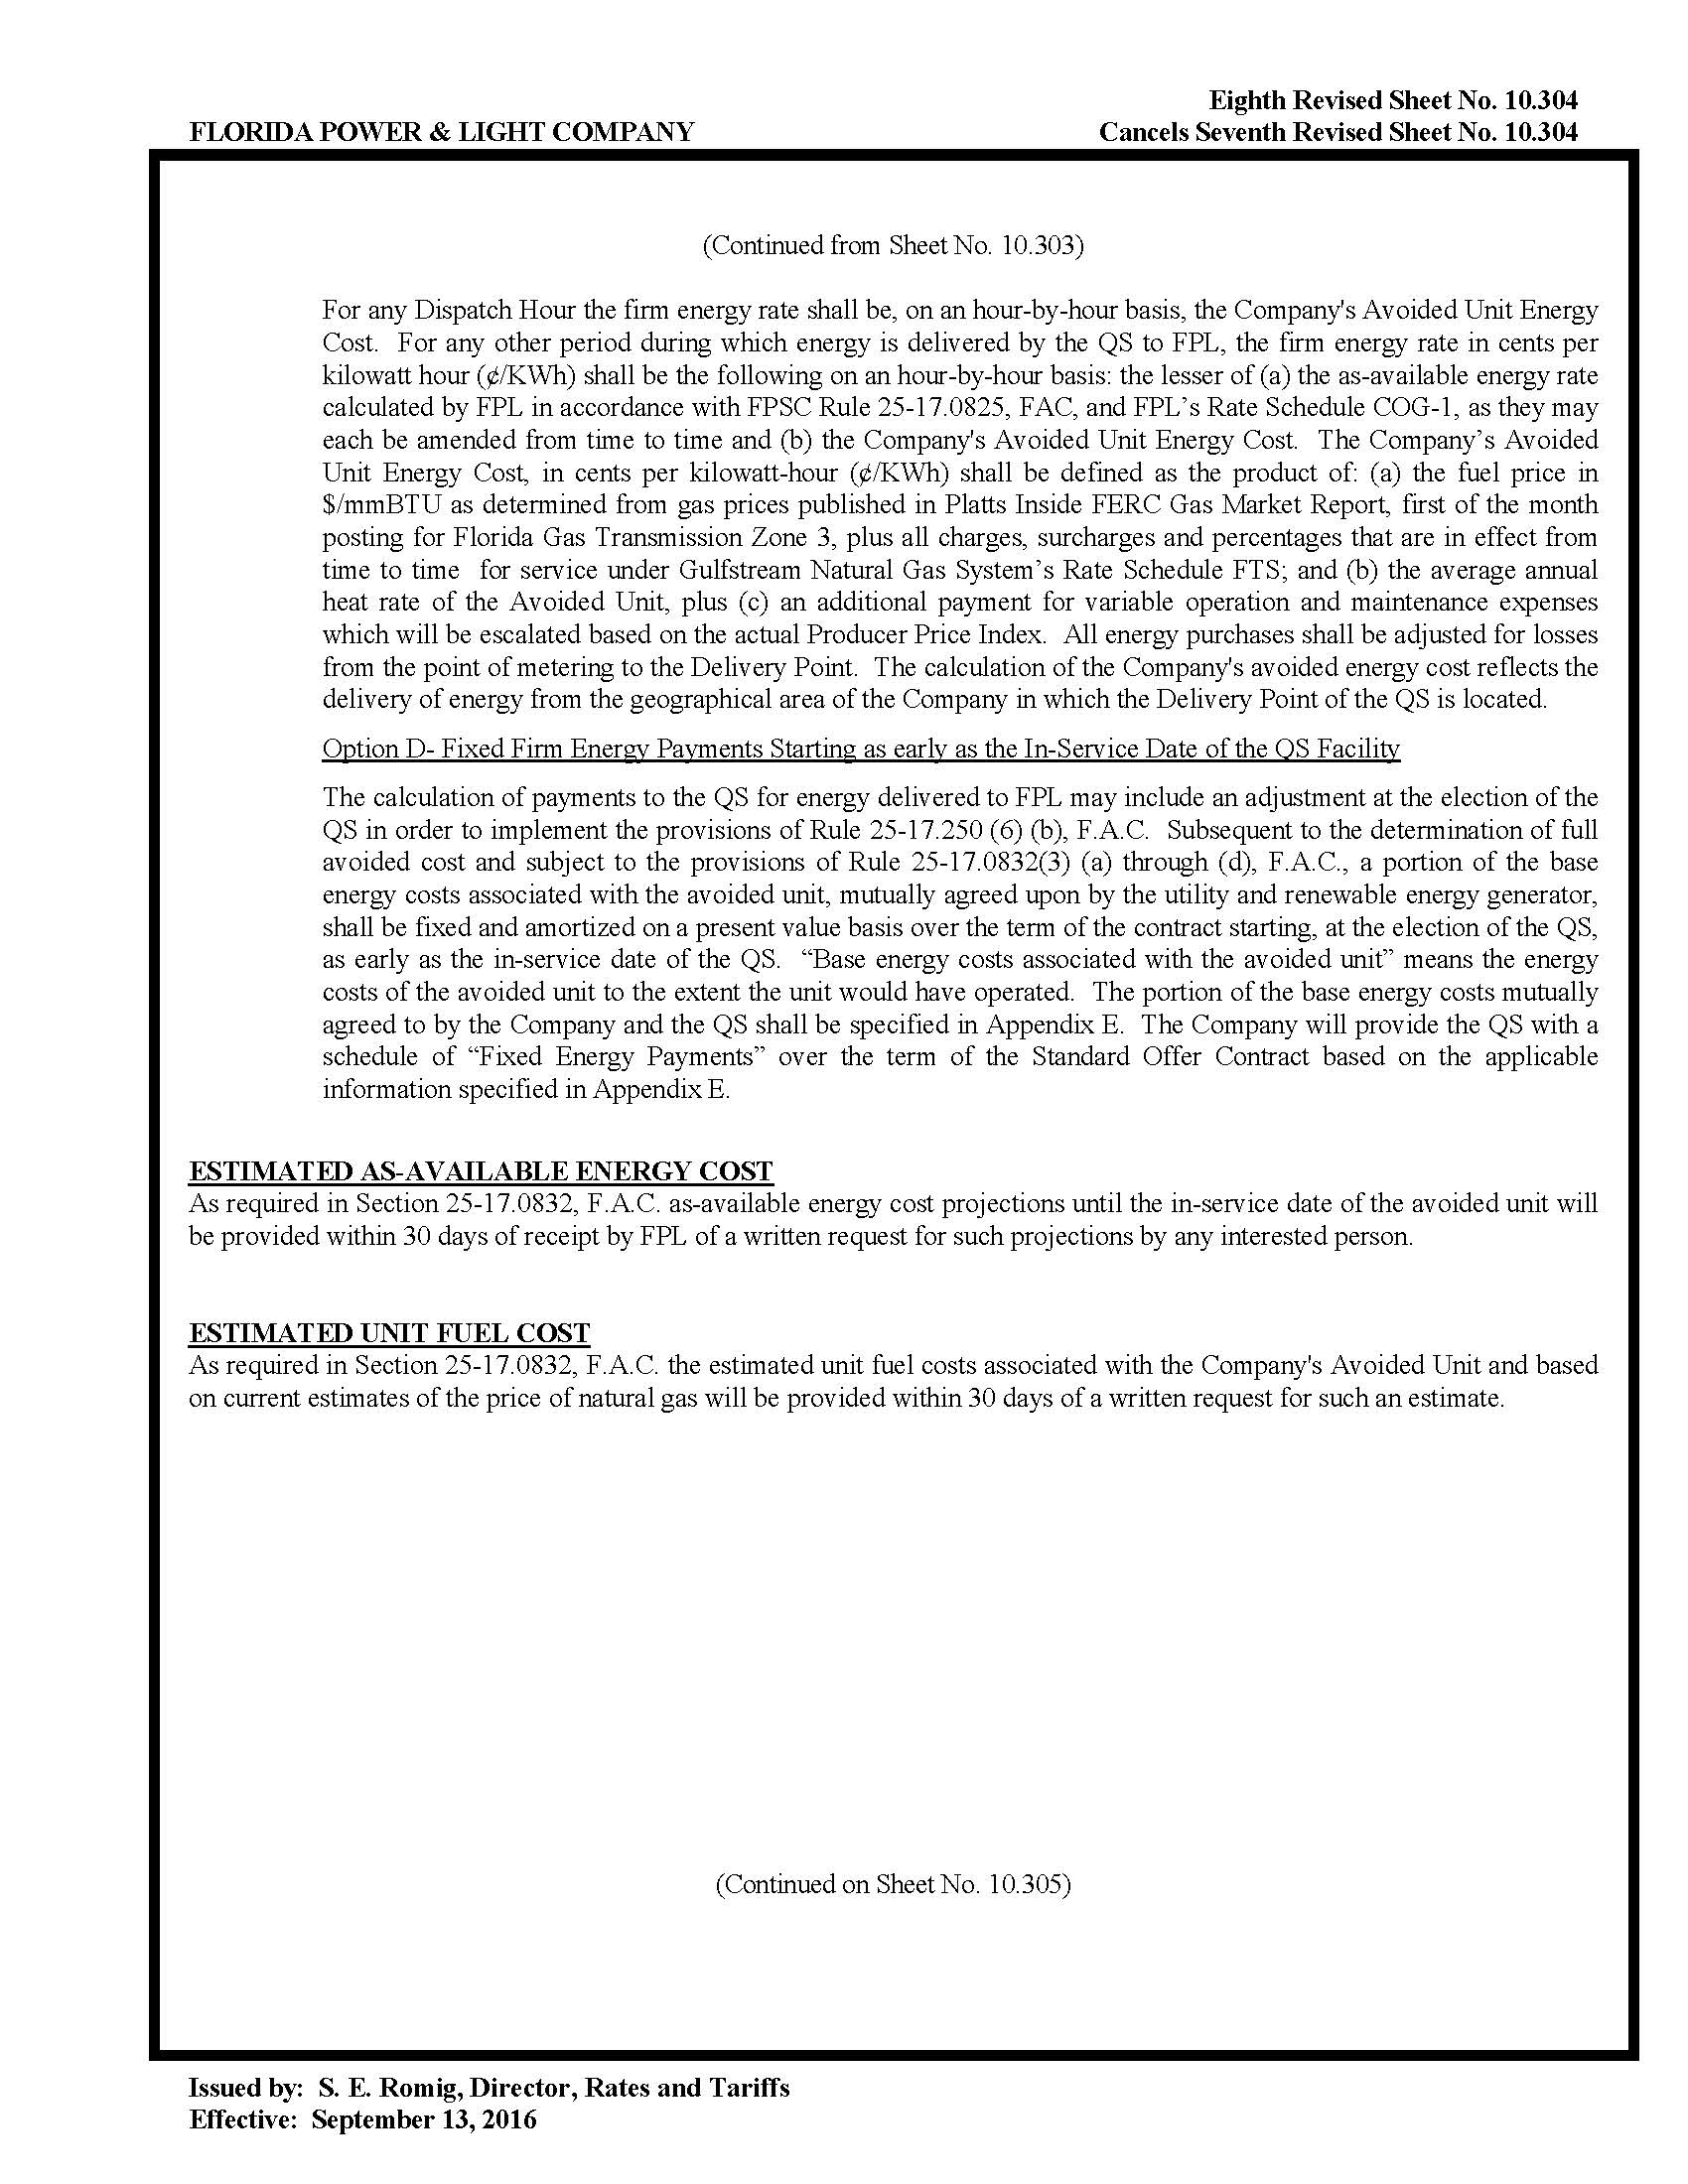 Eighth Revised Sheet No. 10.304
FLORIDA POWER & LIGHT COMPANY
Cancels Seventh Revised Sheet No. 10.304
(Continued from Sheet No. 10.303)
For any Dispatch Hour the firm energy rate shall be, on an hour-by-hour basis, the Company's Avoided Unit Energy
Cost. For any other period during which energy is delivered by the QS to FPL, the firm energy rate in cents per
kilowatt hour (¢/KWh) shall be the following on an hour-by-hour basis: the lesser of (a) the as-available energy rate
calculated by FPL in accordance with FPSC Rule 25-17.0825, FAC, and FPL’s Rate Schedule COG-1, as they may
each be amended from time to time and (b) the Company's Avoided Unit Energy Cost. The Company’s Avoided
Unit Energy Cost, in cents per kilowatt-hour (¢/KWh) shall be defined as the product of: (a) the fuel price in
$/mmBTU as determined from gas prices published in Platts Inside FERC Gas Market Report, first of the month
posting for Florida Gas Transmission Zone 3, plus all charges, surcharges and percentages that are in effect from
time to time for service under Gulfstream Natural Gas System’s Rate Schedule FTS; and (b) the average annual
heat rate of the Avoided Unit, plus (c) an additional payment for variable operation and maintenance expenses
which will be escalated based on the actual Producer Price Index. All energy purchases shall be adjusted for losses
from the point of metering to the Delivery Point. The calculation of the Company's avoided energy cost reflects the
delivery of energy from the geographical area of the Company in which the Delivery Point of the QS is located.
Option D- Fixed Firm Energy Payments Starting as early as the In-Service Date of the QS Facility
The calculation of payments to the QS for energy delivered to FPL may include an adjustment at the election of the
QS in order to implement the provisions of Rule 25-17.250 (6) (b), F.A.C. Subsequent to the determination of full
avoided cost and subject to the provisions of Rule 25-17.0832(3) (a) through (d), F.A.C., a portion of the base
energy costs associated with the avoided unit, mutually agreed upon by the utility and renewable energy generator,
shall be fixed and amortized on a present value basis over the term of the contract starting, at the election of the QS,
as early as the in-service date of the QS. “Base energy costs associated with the avoided unit” means the energy
costs of the avoided unit to the extent the unit would have operated. The portion of the base energy costs mutually
agreed to by the Company and the QS shall be specified in Appendix E. The Company will provide the QS with a
schedule of “Fixed Energy Payments” over the term of the Standard Offer Contract based on the applicable
information specified in Appendix E.
ESTIMATED AS-AVAILABLE ENERGY COST
As required in Section 25-17.0832, F.A.C. as-available energy cost projections until the in-service date of the avoided unit will
be provided within 30 days of receipt by FPL of a written request for such projections by any interested person.
ESTIMATED UNIT FUEL COST
As required in Section 25-17.0832, F.A.C. the estimated unit fuel costs associated with the Company's Avoided Unit and based
on current estimates of the price of natural gas will be provided within 30 days of a written request for such an estimate.
(Continued on Sheet No. 10.305)
Issued by: S. E. Romig, Director, Rates and Tariffs
Effective: September 13, 2016